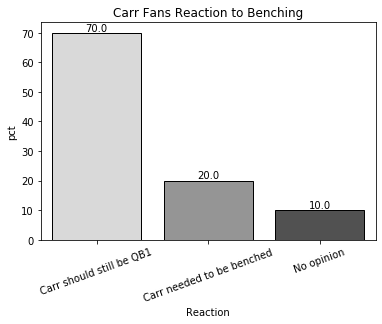 Carr Fans Reaction to Benching
pct
70
60
50
40
30
20
10
0
70.0
20.0
10.0
Carr should still be QB1
Carr needed to be benched
No opinion
Reaction